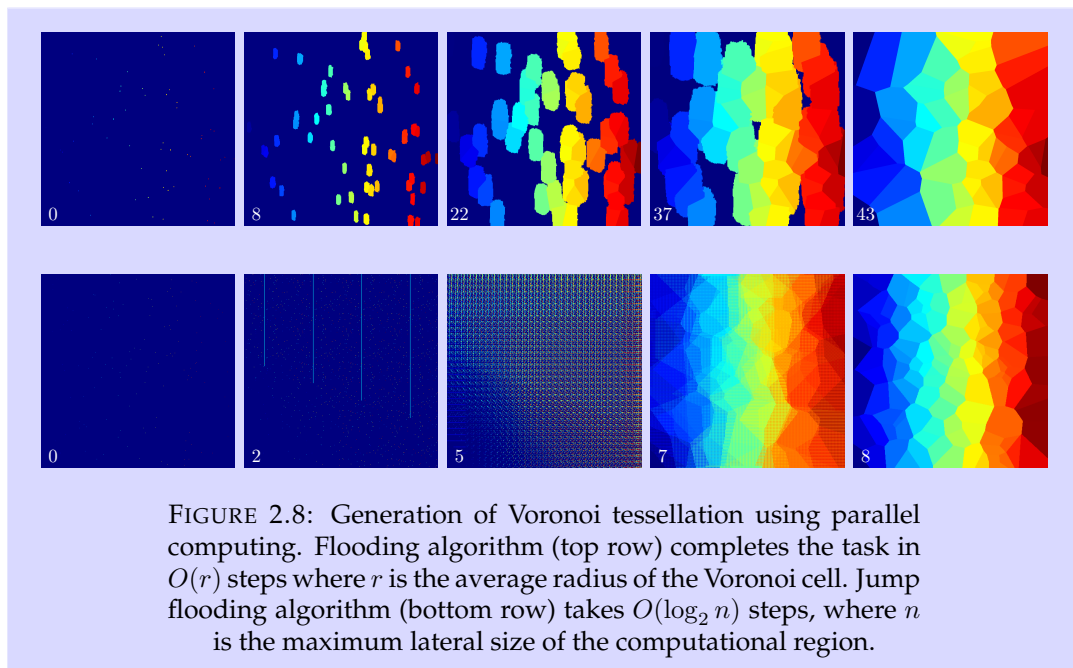 0 8 22 37 43
0 2 5 7 8
FIGURE 2.8: Generation of Voronoi tessellation using parallel
computing. Flooding algorithm (top row) completes the task in
O(r) steps where r is the average radius of the Voronoi cell. Jump
flooding algorithm (bottom row) takes O(log₂ n) steps, where n
is the maximum lateral size of the computational region.